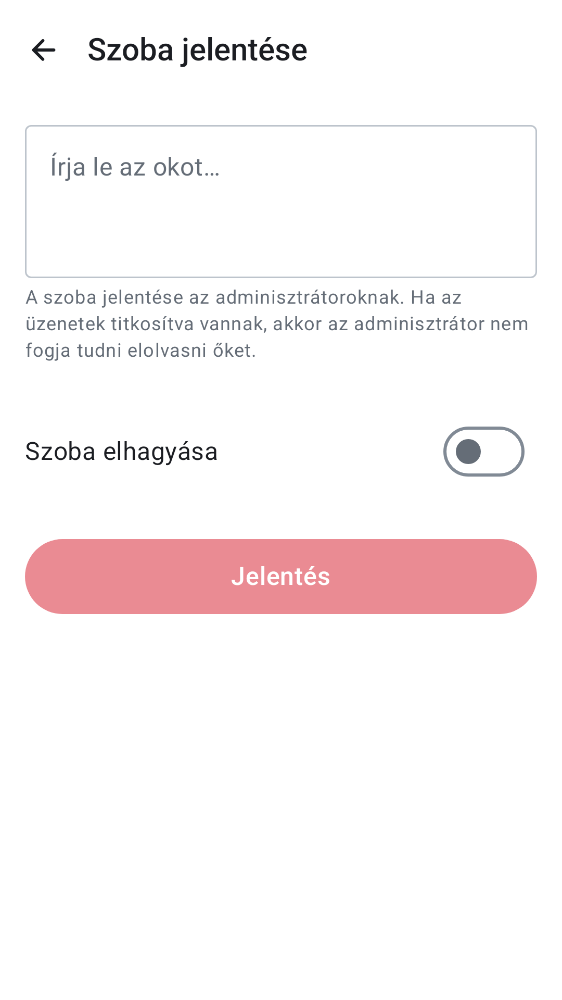 Szoba jelentése
Írja le az okot…
A szoba jelentése az adminisztrátoroknak. Ha az
üzenetek titkosítva vannak, akkor az adminisztrátor nem
fogja tudni elolvasni őket.
Szoba elhagyása
Jelentés